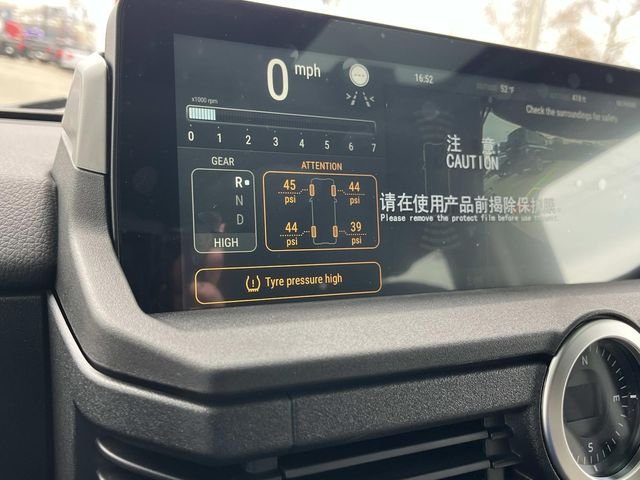 0 mph
16:52
53 °F
Check the surroundings for safety
x1000 rpm
0 1 2 3 4 5 6 7
GEAR
R
N
D
HIGH
ATTENTION
45 psi 44 psi
44 psi 39 psi
Tyre pressure high
注 意
CAUTION
请在使用产品前揭除保护膜
Please remove the protect film before use
N
E
S